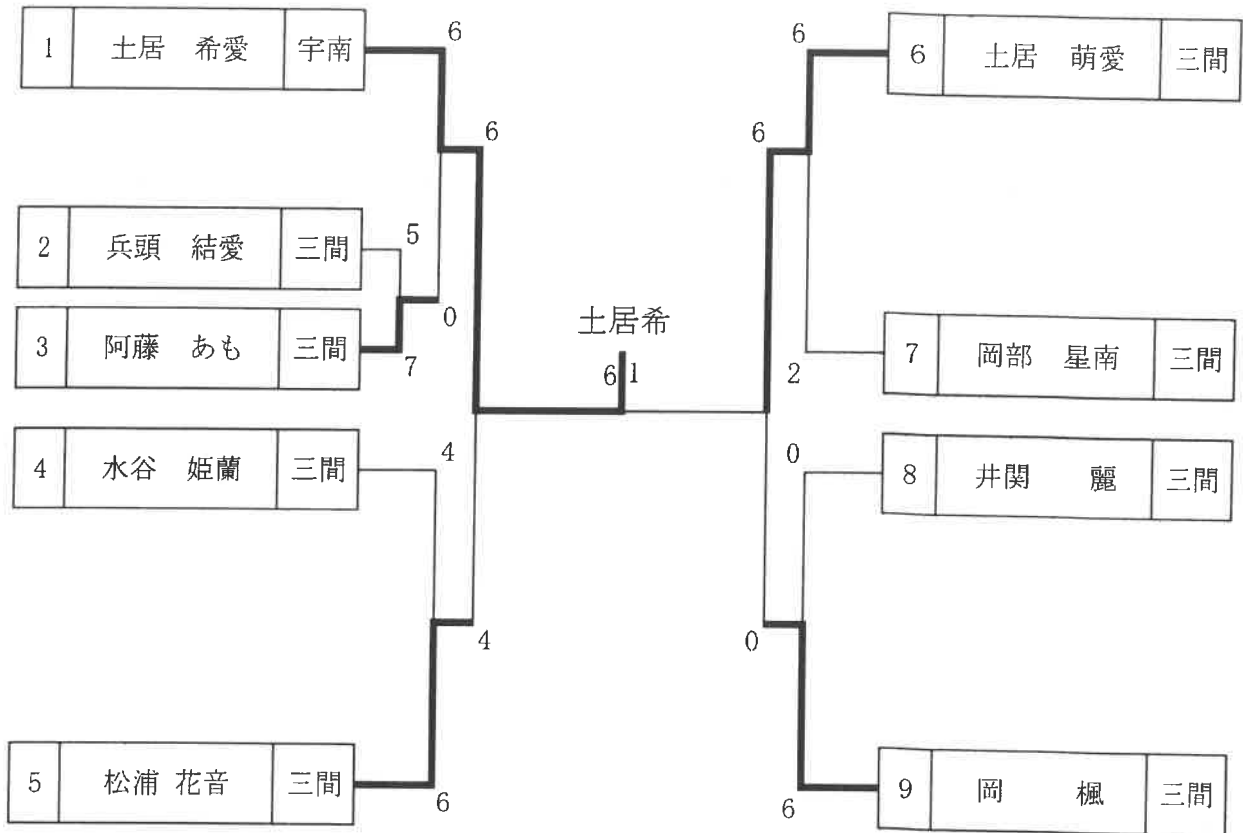 1 土居 希愛 宇南
6
6
2 兵頭 結愛 三間
5
3 阿藤 あも 三間
7
0
4 水谷 姫蘭 三間
4
4
5 松浦 花音 三間
6
土居希
6 1
6
6 土居 萌愛 三間
6
7 岡部 星南 三間
2
0
8 井関 麗 三間
0
9 岡 楓 三間
6